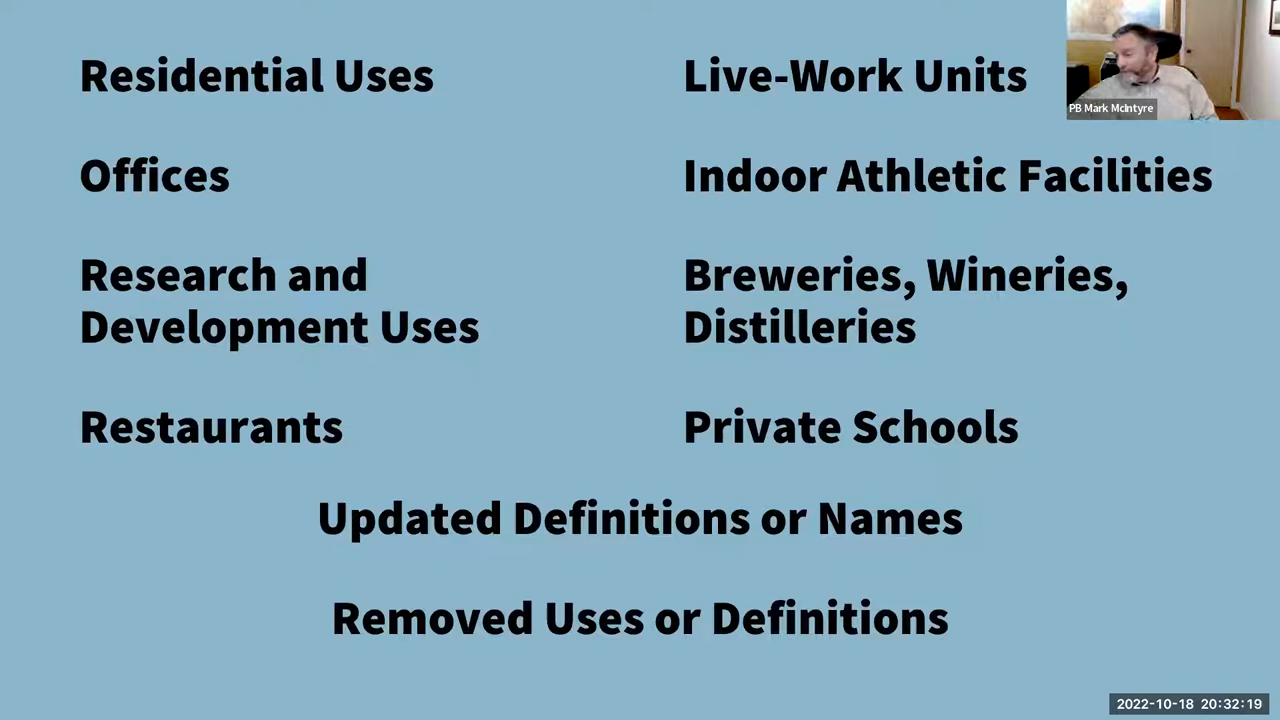 Residential Uses
Live-Work Units
PB Mark McIntyre
Offices
Indoor Athletic Facilities
Research and
Development Uses
Breweries, Wineries,
Distilleries
Restaurants
Private Schools
Updated Definitions or Names
Removed Uses or Definitions
2022-10-18 20:32:19